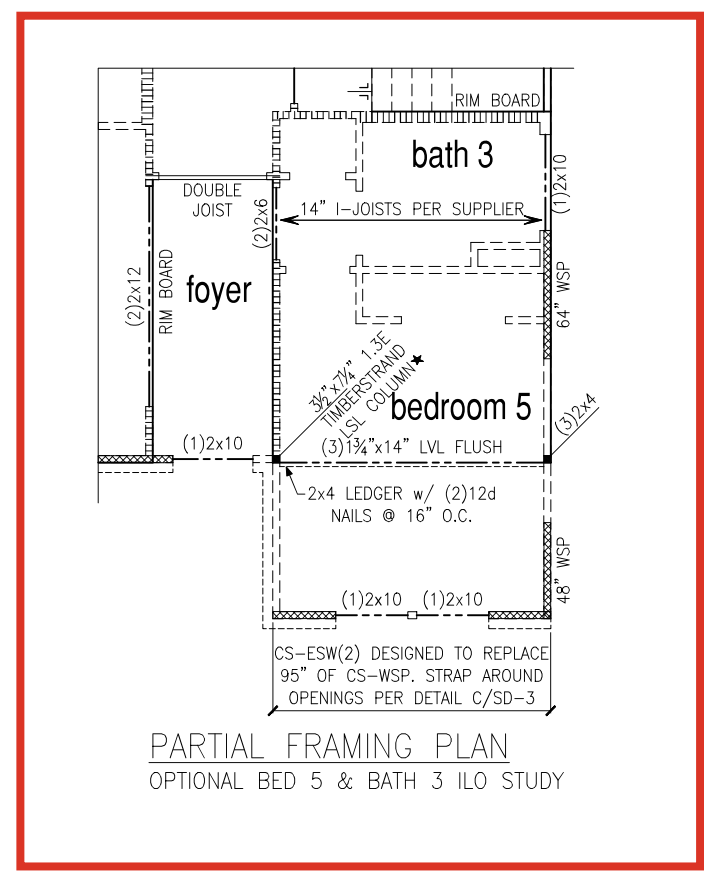 RIM BOARD
bath 3
DOUBLE
JOIST
(2)2x6
14" I-JOISTS PER SUPPLIER
(1)2x10
(2)2x12
RIM BOARD
foyer
64" WSP
3½"x7¼" 1.3E
TIMBERSTRAND
LSL COLUMN★
bedroom 5
(3)2x4
(1)2x10
(3)1¾"x14" LVL FLUSH
2x4 LEDGER w/ (2)12d
NAILS @ 16" O.C.
48" WSP
(1)2x10 (1)2x10
CS-ESW(2) DESIGNED TO REPLACE
95" OF CS-WSP. STRAP AROUND
OPENINGS PER DETAIL C/SD-3
PARTIAL FRAMING PLAN
OPTIONAL BED 5 & BATH 3 ILO STUDY